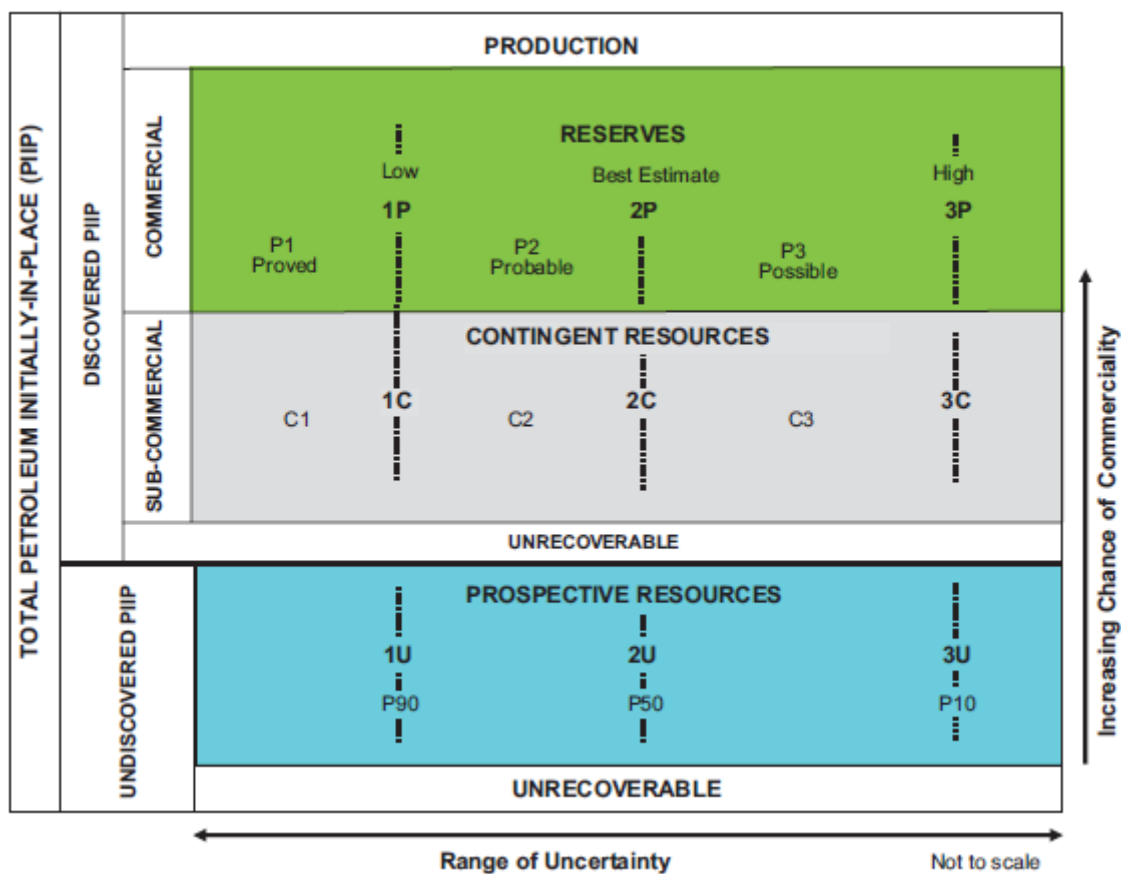 TOTAL PETROLEUM INITIALLY-IN-PLACE (PIIP)
DISCOVERED PIIP
UNDISCOVERED PIIP
COMMERCIAL
SUB-COMMERCIAL
PRODUCTION
RESERVES
Low
Best Estimate
High
1P
2P
3P
P1
Proved
P2
Probable
P3
Possible
CONTINGENT RESOURCES
1C
2C
3C
C1
C2
C3
UNRECOVERABLE
PROSPECTIVE RESOURCES
1U
2U
3U
P90
P50
P10
UNRECOVERABLE
Increasing Chance of Commerciality
Range of Uncertainty
Not to scale